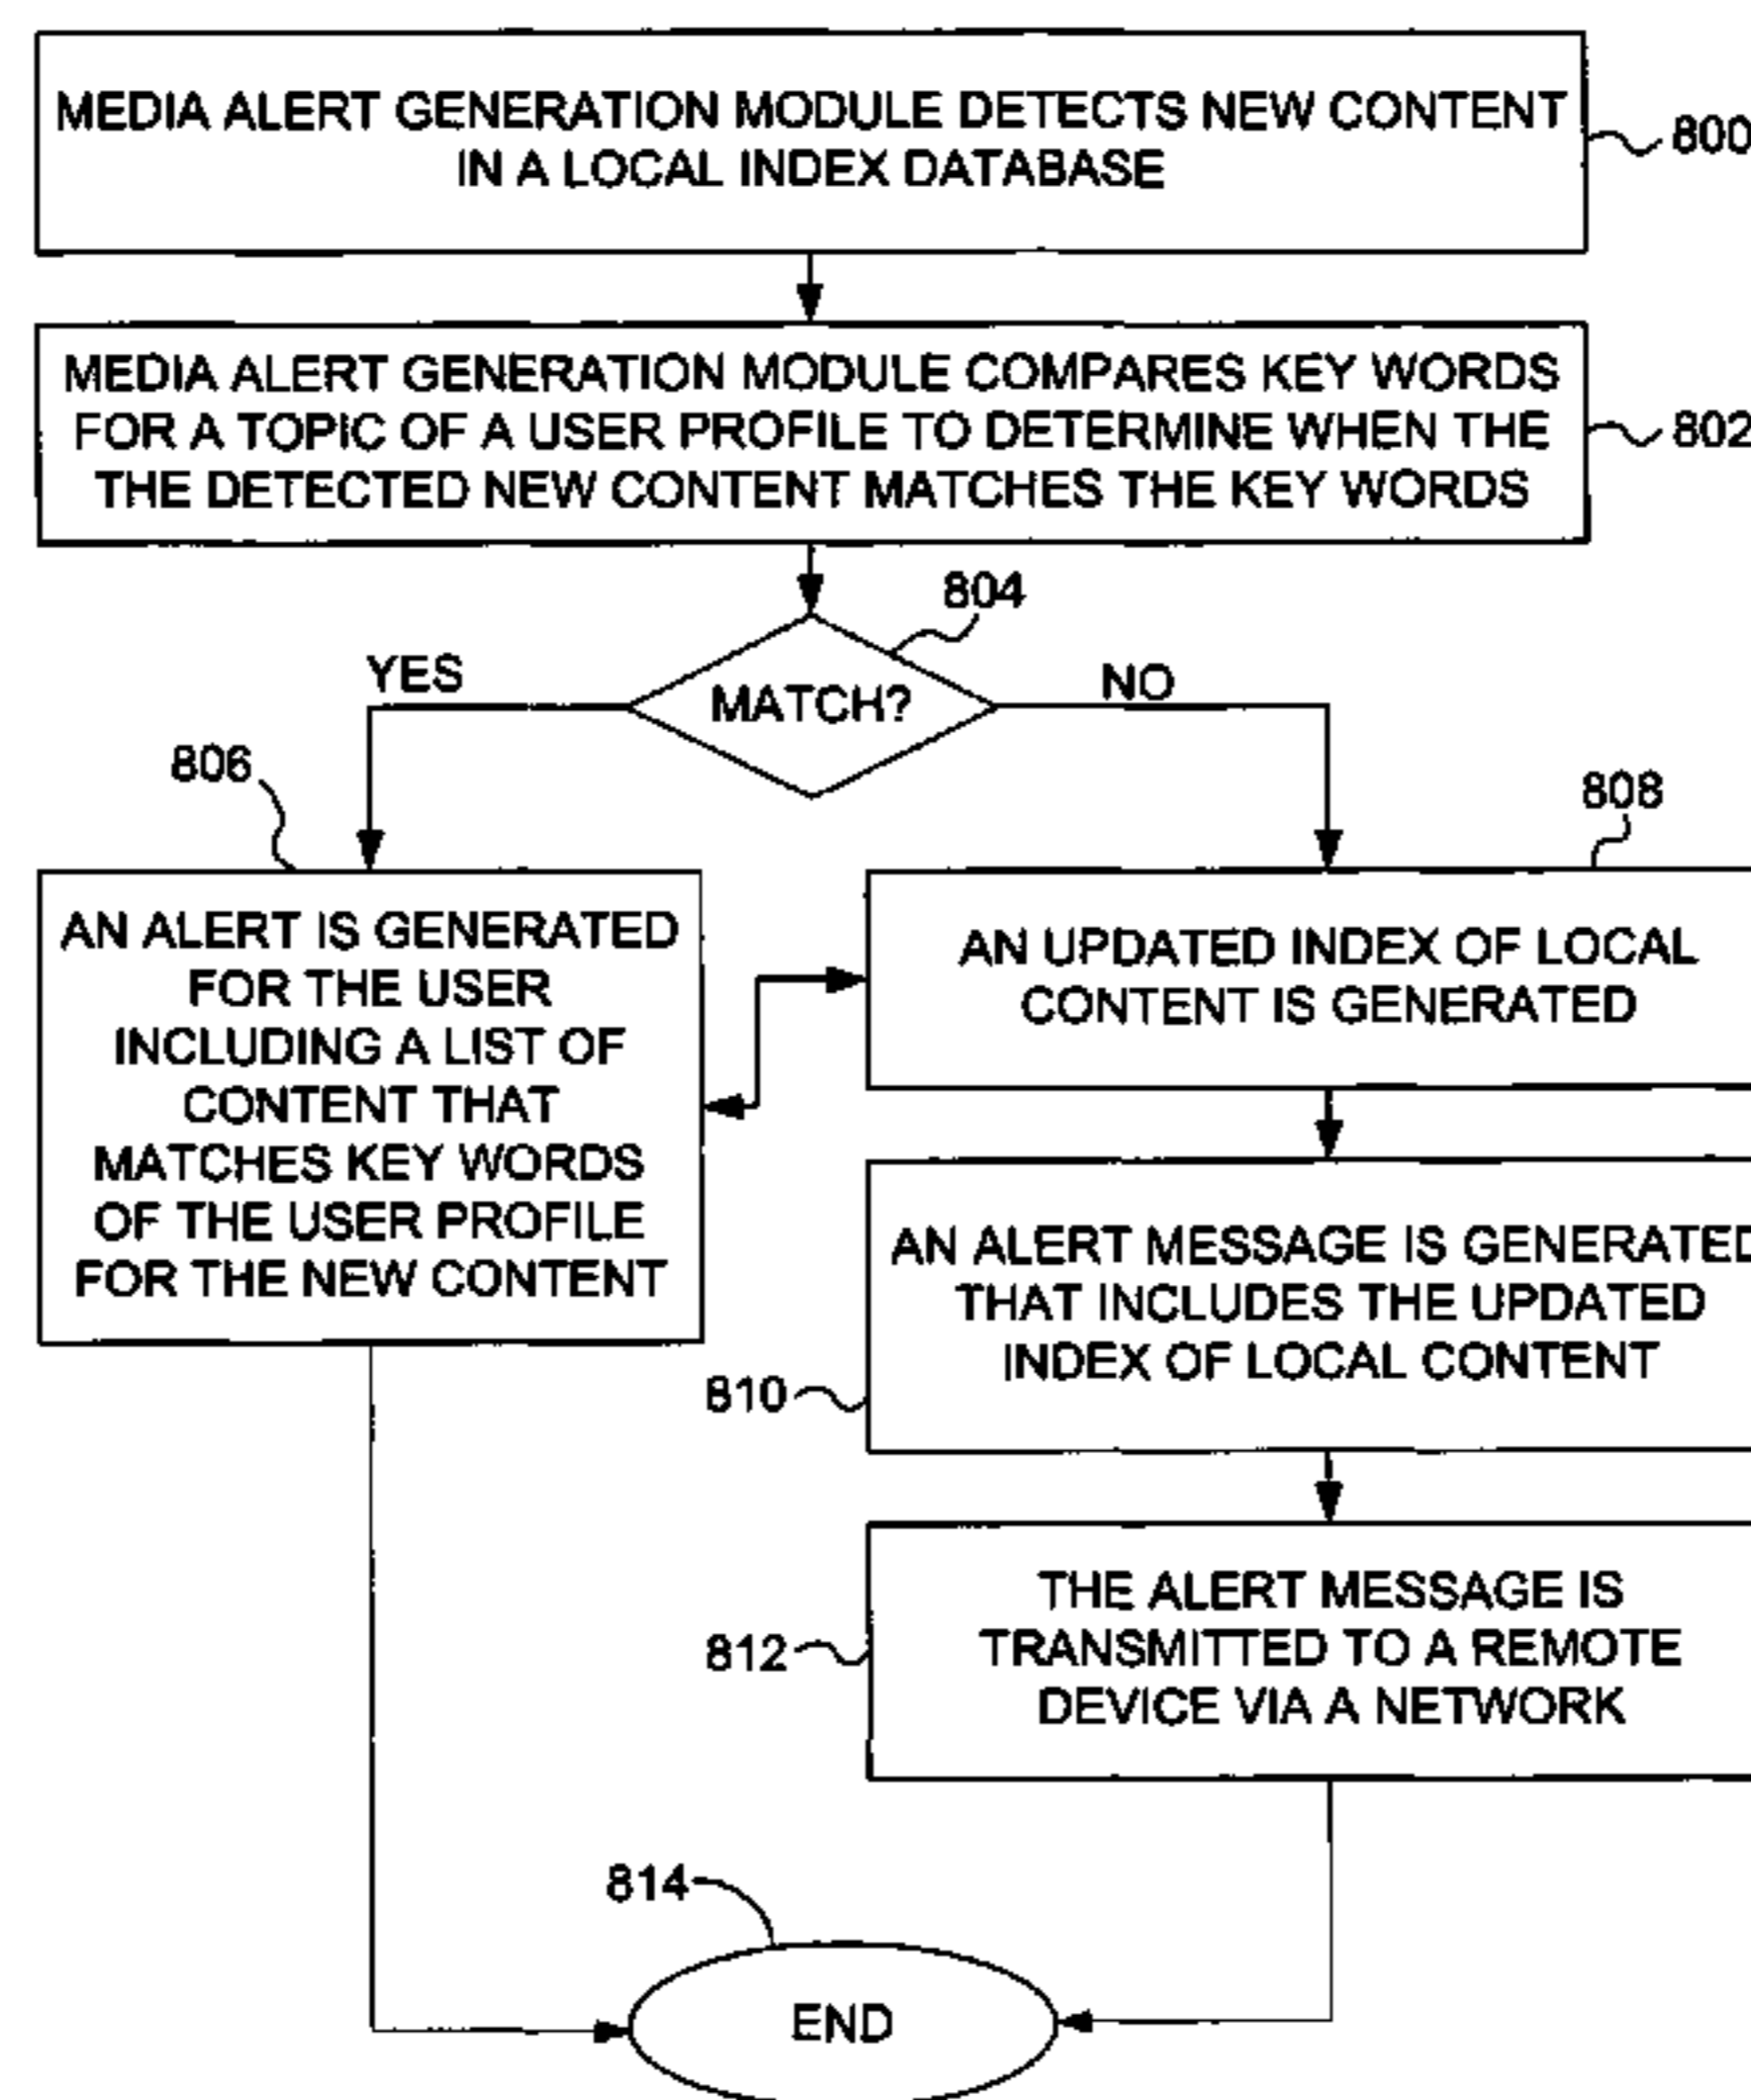 MEDIA ALERT GENERATION MODULE DETECTS NEW CONTENT
IN A LOCAL INDEX DATABASE
800
MEDIA ALERT GENERATION MODULE COMPARES KEY WORDS
FOR A TOPIC OF A USER PROFILE TO DETERMINE WHEN THE
THE DETECTED NEW CONTENT MATCHES THE KEY WORDS
802
804
YES
MATCH?
NO
806
808
AN ALERT IS GENERATED
FOR THE USER
INCLUDING A LIST OF
CONTENT THAT
MATCHES KEY WORDS
OF THE USER PROFILE
FOR THE NEW CONTENT
AN UPDATED INDEX OF LOCAL
CONTENT IS GENERATED
AN ALERT MESSAGE IS GENERATED
THAT INCLUDES THE UPDATED
INDEX OF LOCAL CONTENT
810
THE ALERT MESSAGE IS
TRANSMITTED TO A REMOTE
DEVICE VIA A NETWORK
812
814
END